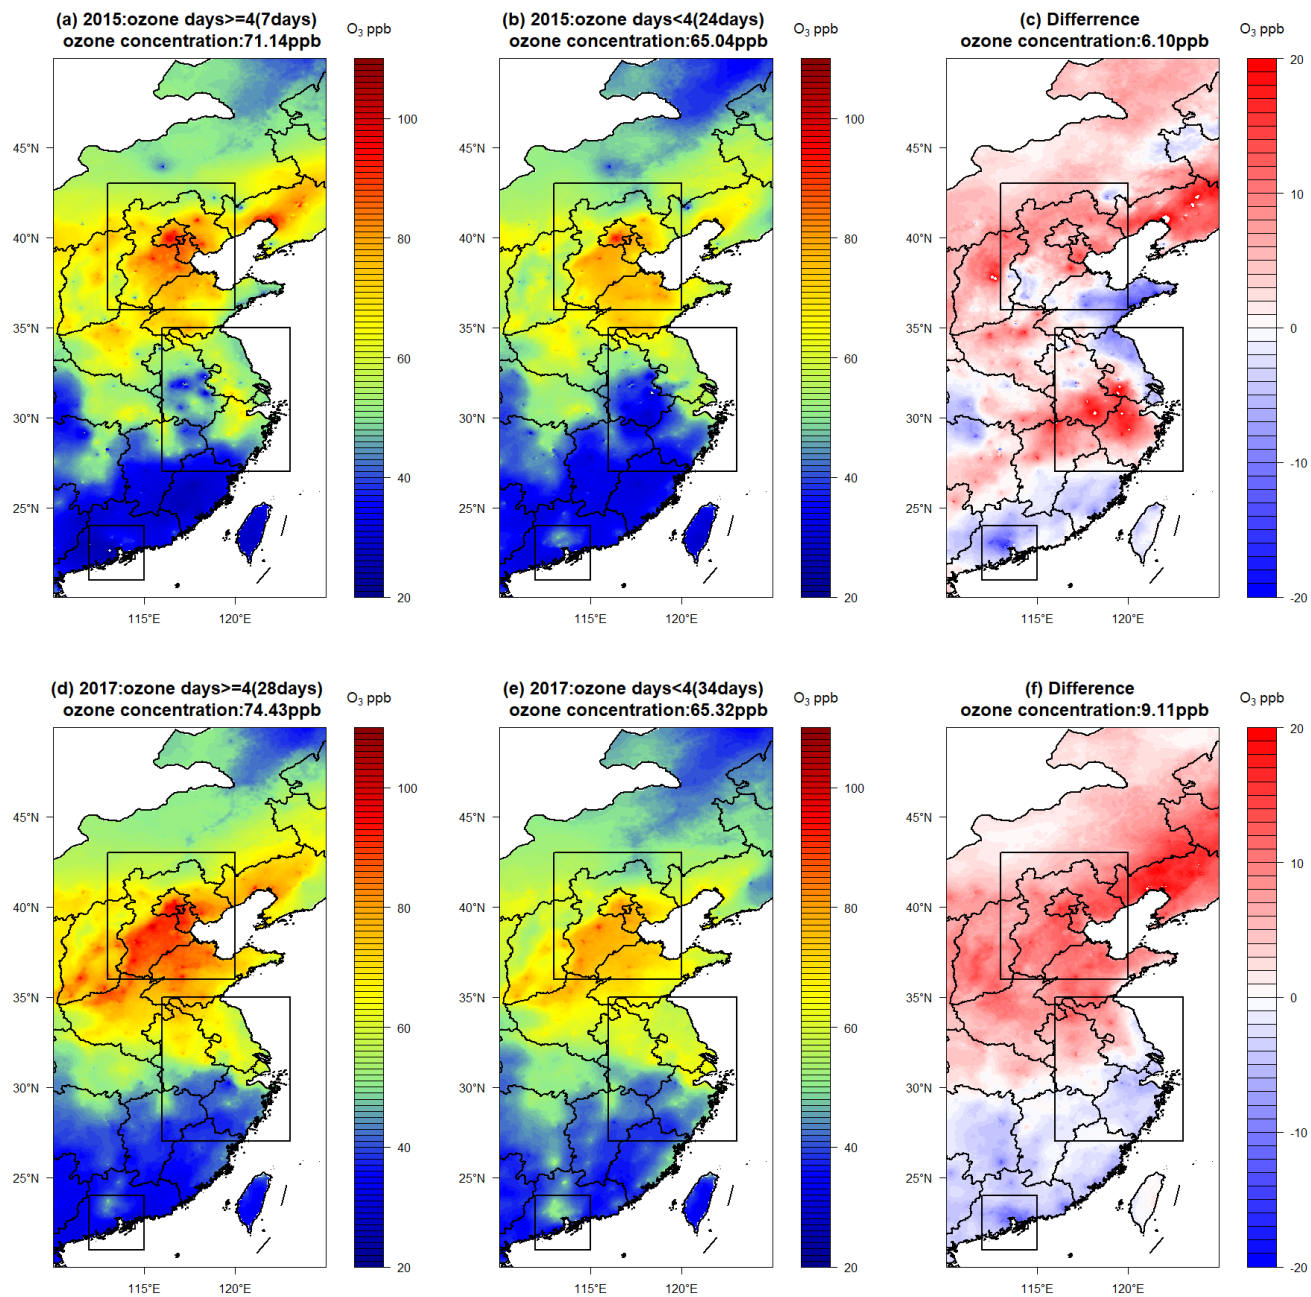 (a) 2015:ozone days>=4(7days)
ozone concentration:71.14ppb
O3 ppb
(b) 2015:ozone days<4(24days)
ozone concentration:65.04ppb
O3 ppb
(c) Differrence
ozone concentration:6.10ppb
O3 ppb
45°N
40°N
35°N
30°N
25°N
115°E
120°E
100
80
60
40
20
45°N
40°N
35°N
30°N
25°N
115°E
120°E
100
80
60
40
20
45°N
40°N
35°N
30°N
25°N
115°E
120°E
20
10
0
-10
-20
(d) 2017:ozone days>=4(28days)
ozone concentration:74.43ppb
O3 ppb
(e) 2017:ozone days<4(34days)
ozone concentration:65.32ppb
O3 ppb
(f) Difference
ozone concentration:9.11ppb
O3 ppb
45°N
40°N
35°N
30°N
25°N
115°E
120°E
100
80
60
40
20
45°N
40°N
35°N
30°N
25°N
115°E
120°E
100
80
60
40
20
45°N
40°N
35°N
30°N
25°N
115°E
120°E
20
10
0
-10
-20